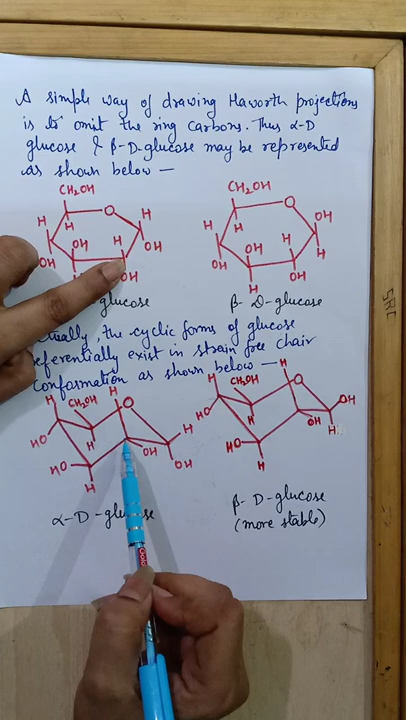 A simple way of drawing Haworth projections
is to omit the ring carbons. Thus α-D
glucose & β-D-glucose may be represented
as shown below —
CH₂OH
O
H
H
H
OH
H
OH
OH
OH
glucose
CH₂OH
O
OH
H
H
OH
H
H
OH
H
OH
β-D-glucose
the cyclic forms of glucose
exist in strain free chair
conformation as shown below —
H
H
CH₂OH
O
HO
H
H
HO
OH
OH
H
α-D-glucose
H
H
CH₂OH
O
HO
H
OH
OH
H
HO
H
β-D-glucose
(more stable)
SRC